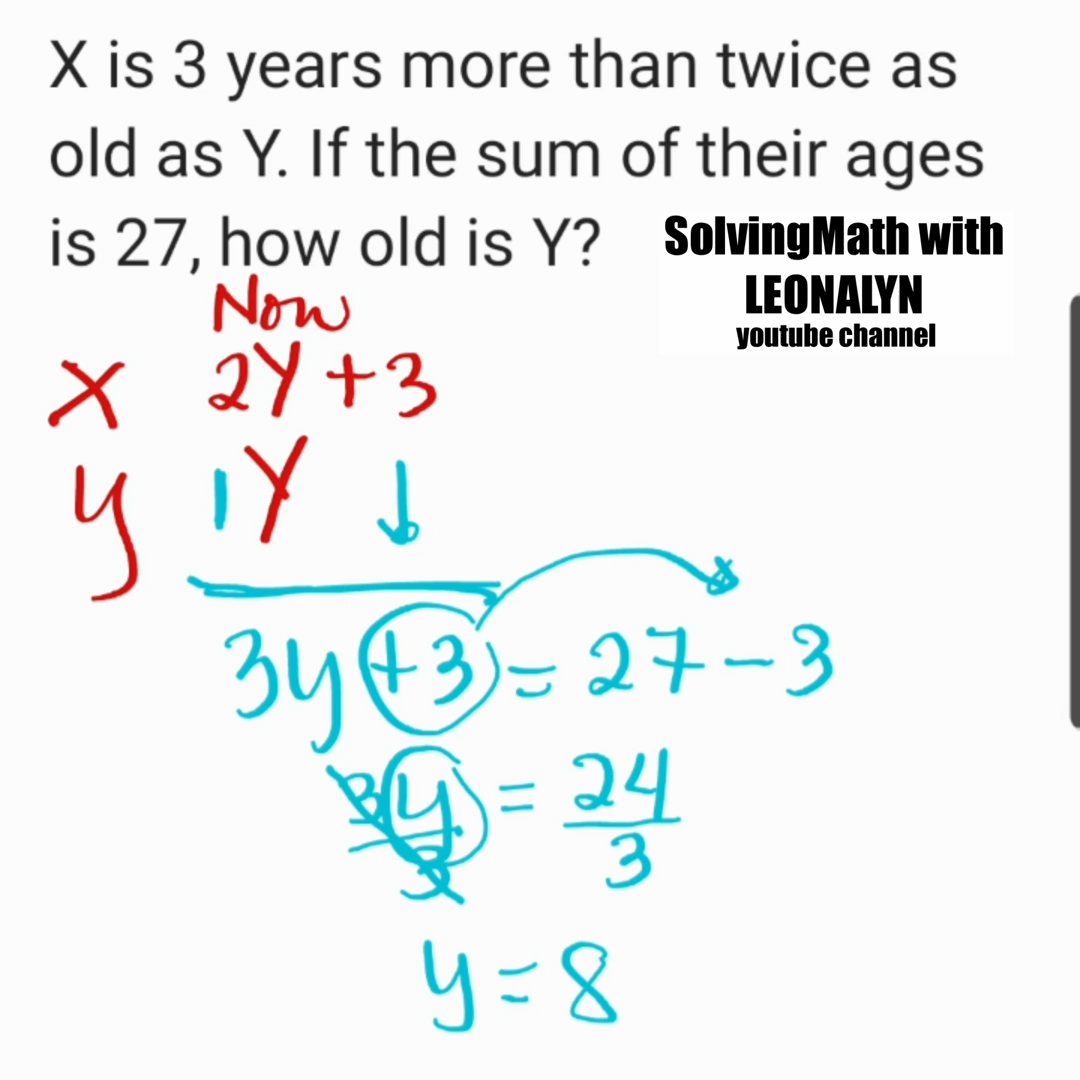 X is 3 years more than twice as
old as Y. If the sum of their ages
is 27, how old is Y?
SolvingMath with
LEONALYN
youtube channel
Now
X 2Y +3
y 1Y
3y +3 = 27 - 3
3y = 24
3 3
y = 8